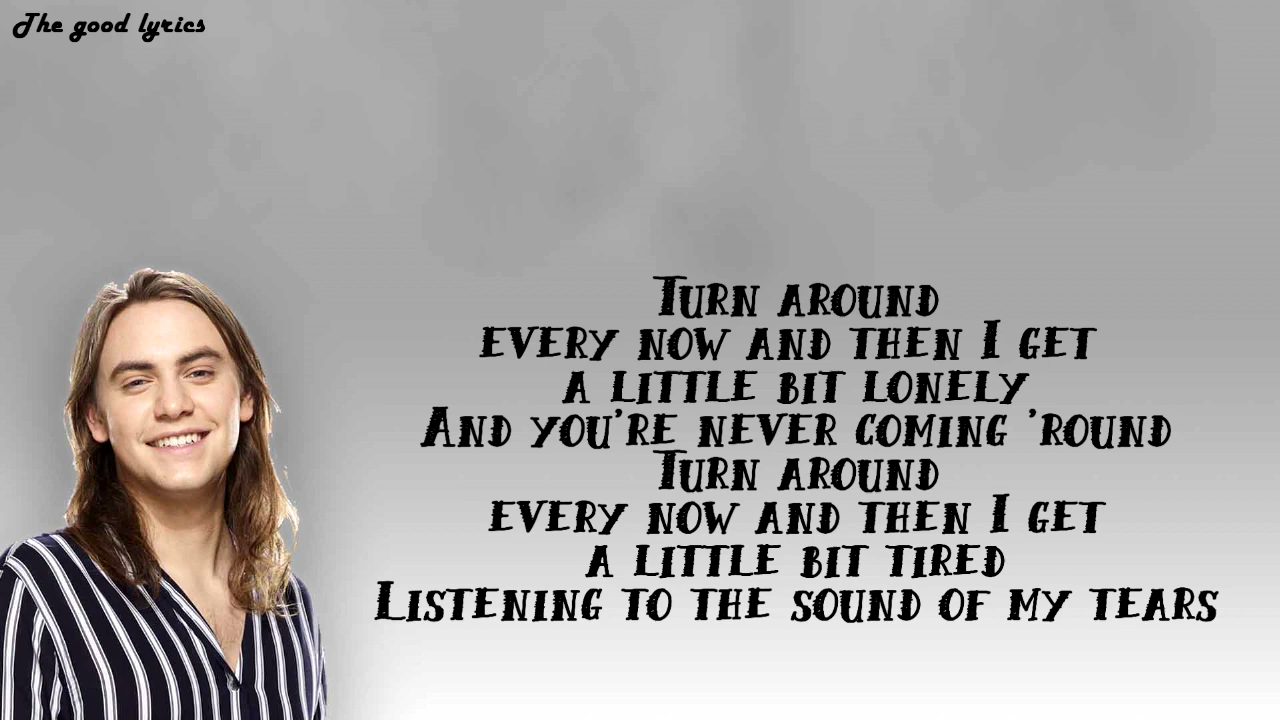 The good lyrics
Turn around
every now and then I get
a little bit lonely
And you're never coming 'round
Turn around
every now and then I get
a little bit tired
Listening to the sound of my tears